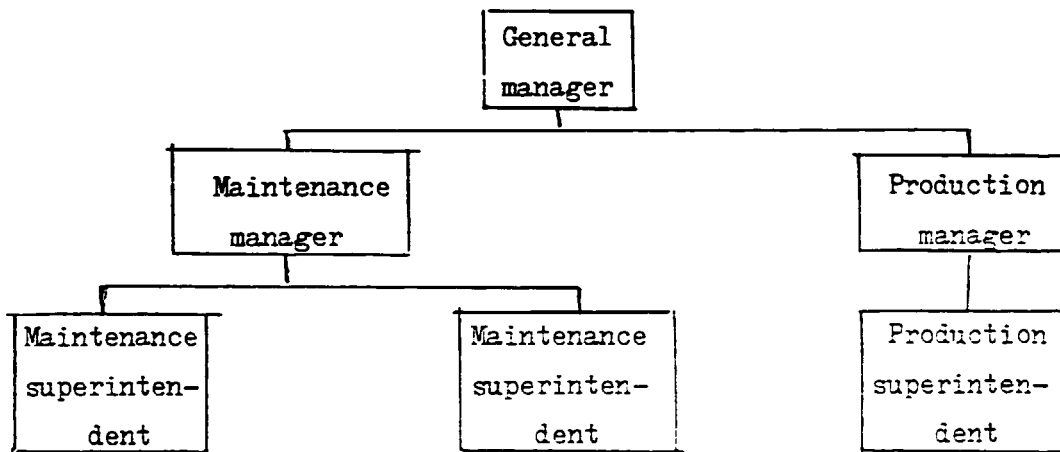 General
manager
Maintenance
manager
Production
manager
Maintenance
superinten-
dent
Maintenance
superinten-
dent
Production
superinten-
dent